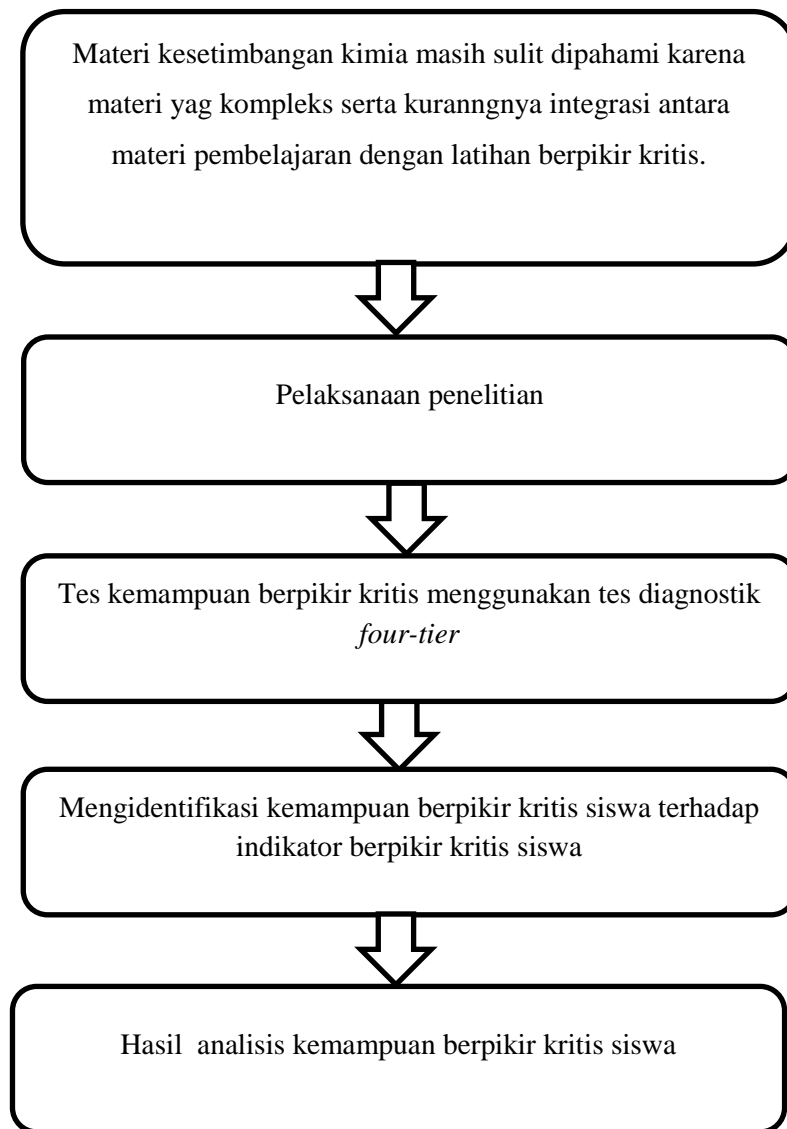 Materi kesetimbangan kimia masih sulit dipahami karena
materi yag kompleks serta kuranngnya integrasi antara
materi pembelajaran dengan latihan berpikir kritis.
Pelaksanaan penelitian
Tes kemampuan berpikir kritis menggunakan tes diagnostik
four-tier
Mengidentifikasi kemampuan berpikir kritis siswa terhadap
indikator berpikir kritis siswa
Hasil analisis kemampuan berpikir kritis siswa